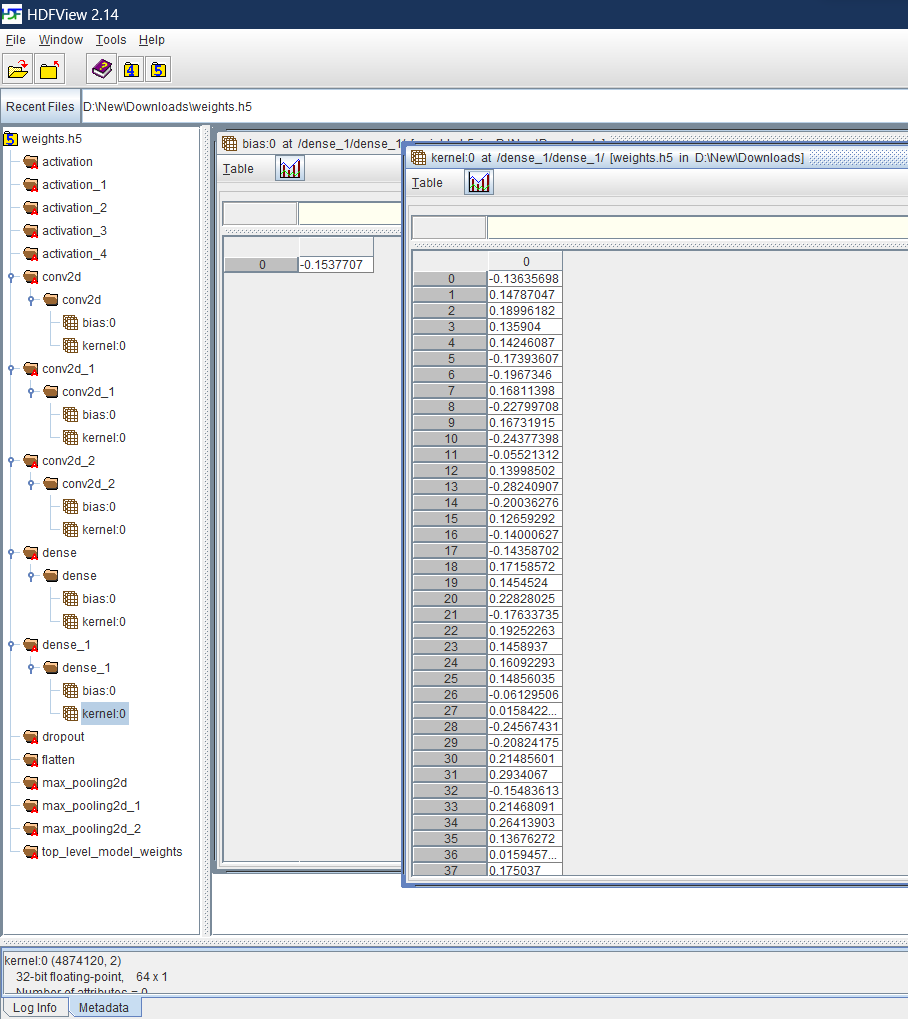 HDFView 2.14
File Window Tools Help
4 5
Recent Files D:\New\Downloads\weights.h5
5 weights.h5
activation
activation_1
activation_2
activation_3
activation_4
conv2d
conv2d
bias:0
kernel:0
conv2d_1
conv2d_1
bias:0
kernel:0
conv2d_2
conv2d_2
bias:0
kernel:0
dense
dense
bias:0
kernel:0
dense_1
dense_1
bias:0
kernel:0
dropout
flatten
max_pooling2d
max_pooling2d_1
max_pooling2d_2
top_level_model_weights
bias:0 at /dense_1/dense_1/
Table
0 -0.1537707
kernel:0 at /dense_1/dense_1/ [weights.h5 in D:\New\Downloads]
Table
0
0 -0.13635698
1 0.14787047
2 0.18996182
3 0.135904
4 0.14246087
5 -0.17393607
6 -0.1967346
7 0.16811398
8 -0.22799708
9 0.16731915
10 -0.24377398
11 -0.05521312
12 0.13998502
13 -0.28240907
14 -0.20036276
15 0.12659292
16 -0.14000627
17 -0.14358702
18 0.17158572
19 0.1454524
20 0.22828025
21 -0.17633735
22 0.19252263
23 0.1458937
24 0.16092293
25 0.14856035
26 -0.06129506
27 0.0158422...
28 -0.24567431
29 -0.20824175
30 0.21485601
31 0.2934067
32 -0.15483613
33 0.21468091
34 0.26413903
35 0.13676272
36 0.0159457...
37 0.175037
kernel:0 (4874120, 2)
32-bit floating-point, 64 x 1
Number of attributes = 0
Log Info Metadata